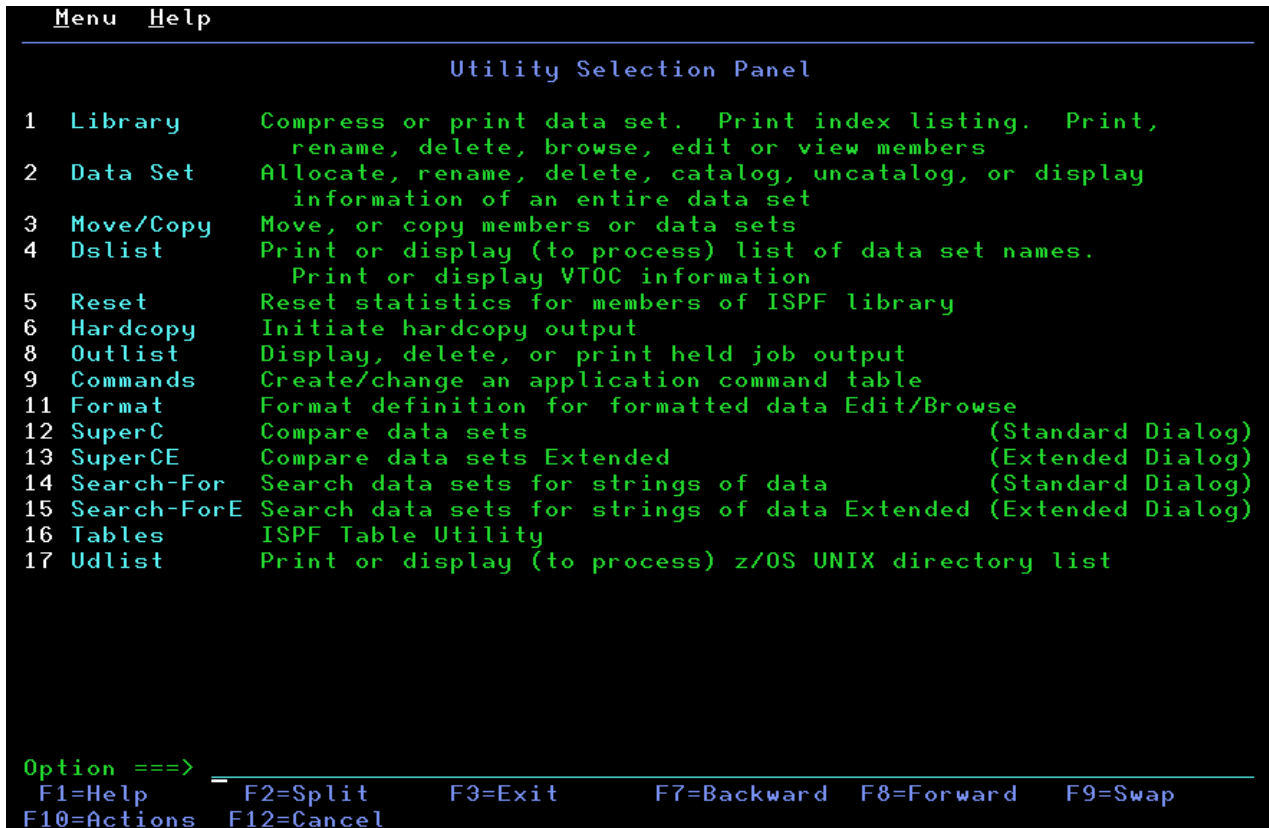 Menu Help
Utility Selection Panel
1 Library Compress or print data set. Print index listing. Print,
rename, delete, browse, edit or view members
2 Data Set Allocate, rename, delete, catalog, uncatalog, or display
information of an entire data set
3 Move/Copy Move, or copy members or data sets
4 Dslist Print or display (to process) list of data set names.
Print or display VTOC information
5 Reset Reset statistics for members of ISPF library
6 Hardcopy Initiate hardcopy output
8 Outlist Display, delete, or print held job output
9 Commands Create/change an application command table
11 Format Format definition for formatted data Edit/Browse
12 SuperC Compare data sets (Standard Dialog)
13 SuperCE Compare data sets Extended (Extended Dialog)
14 Search-For Search data sets for strings of data (Standard Dialog)
15 Search-ForE Search data sets for strings of data Extended (Extended Dialog)
16 Tables ISPF Table Utility
17 Udlist Print or display (to process) z/OS UNIX directory list
Option ===> _
F1=Help F2=Split F3=Exit F7=Backward F8=Forward F9=Swap
F10=Actions F12=Cancel